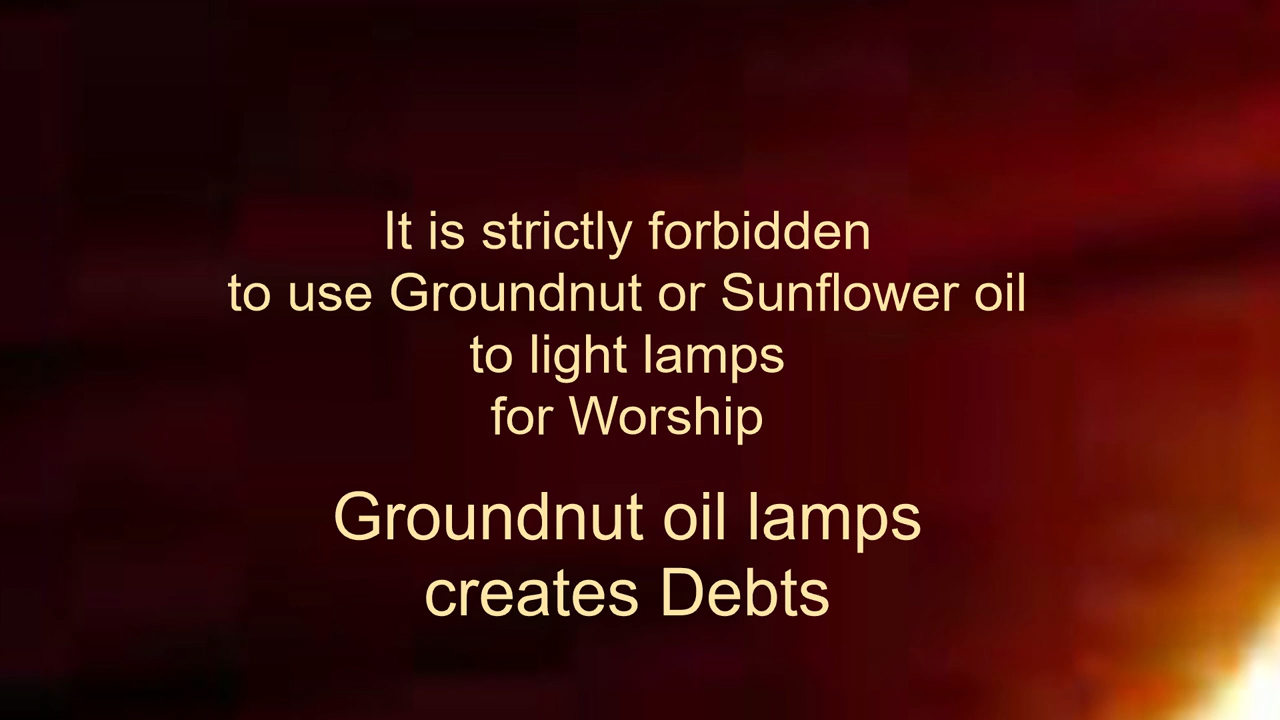 It is strictly forbidden
to use Groundnut or Sunflower oil
to light lamps
for Worship
Groundnut oil lamps
creates Debts